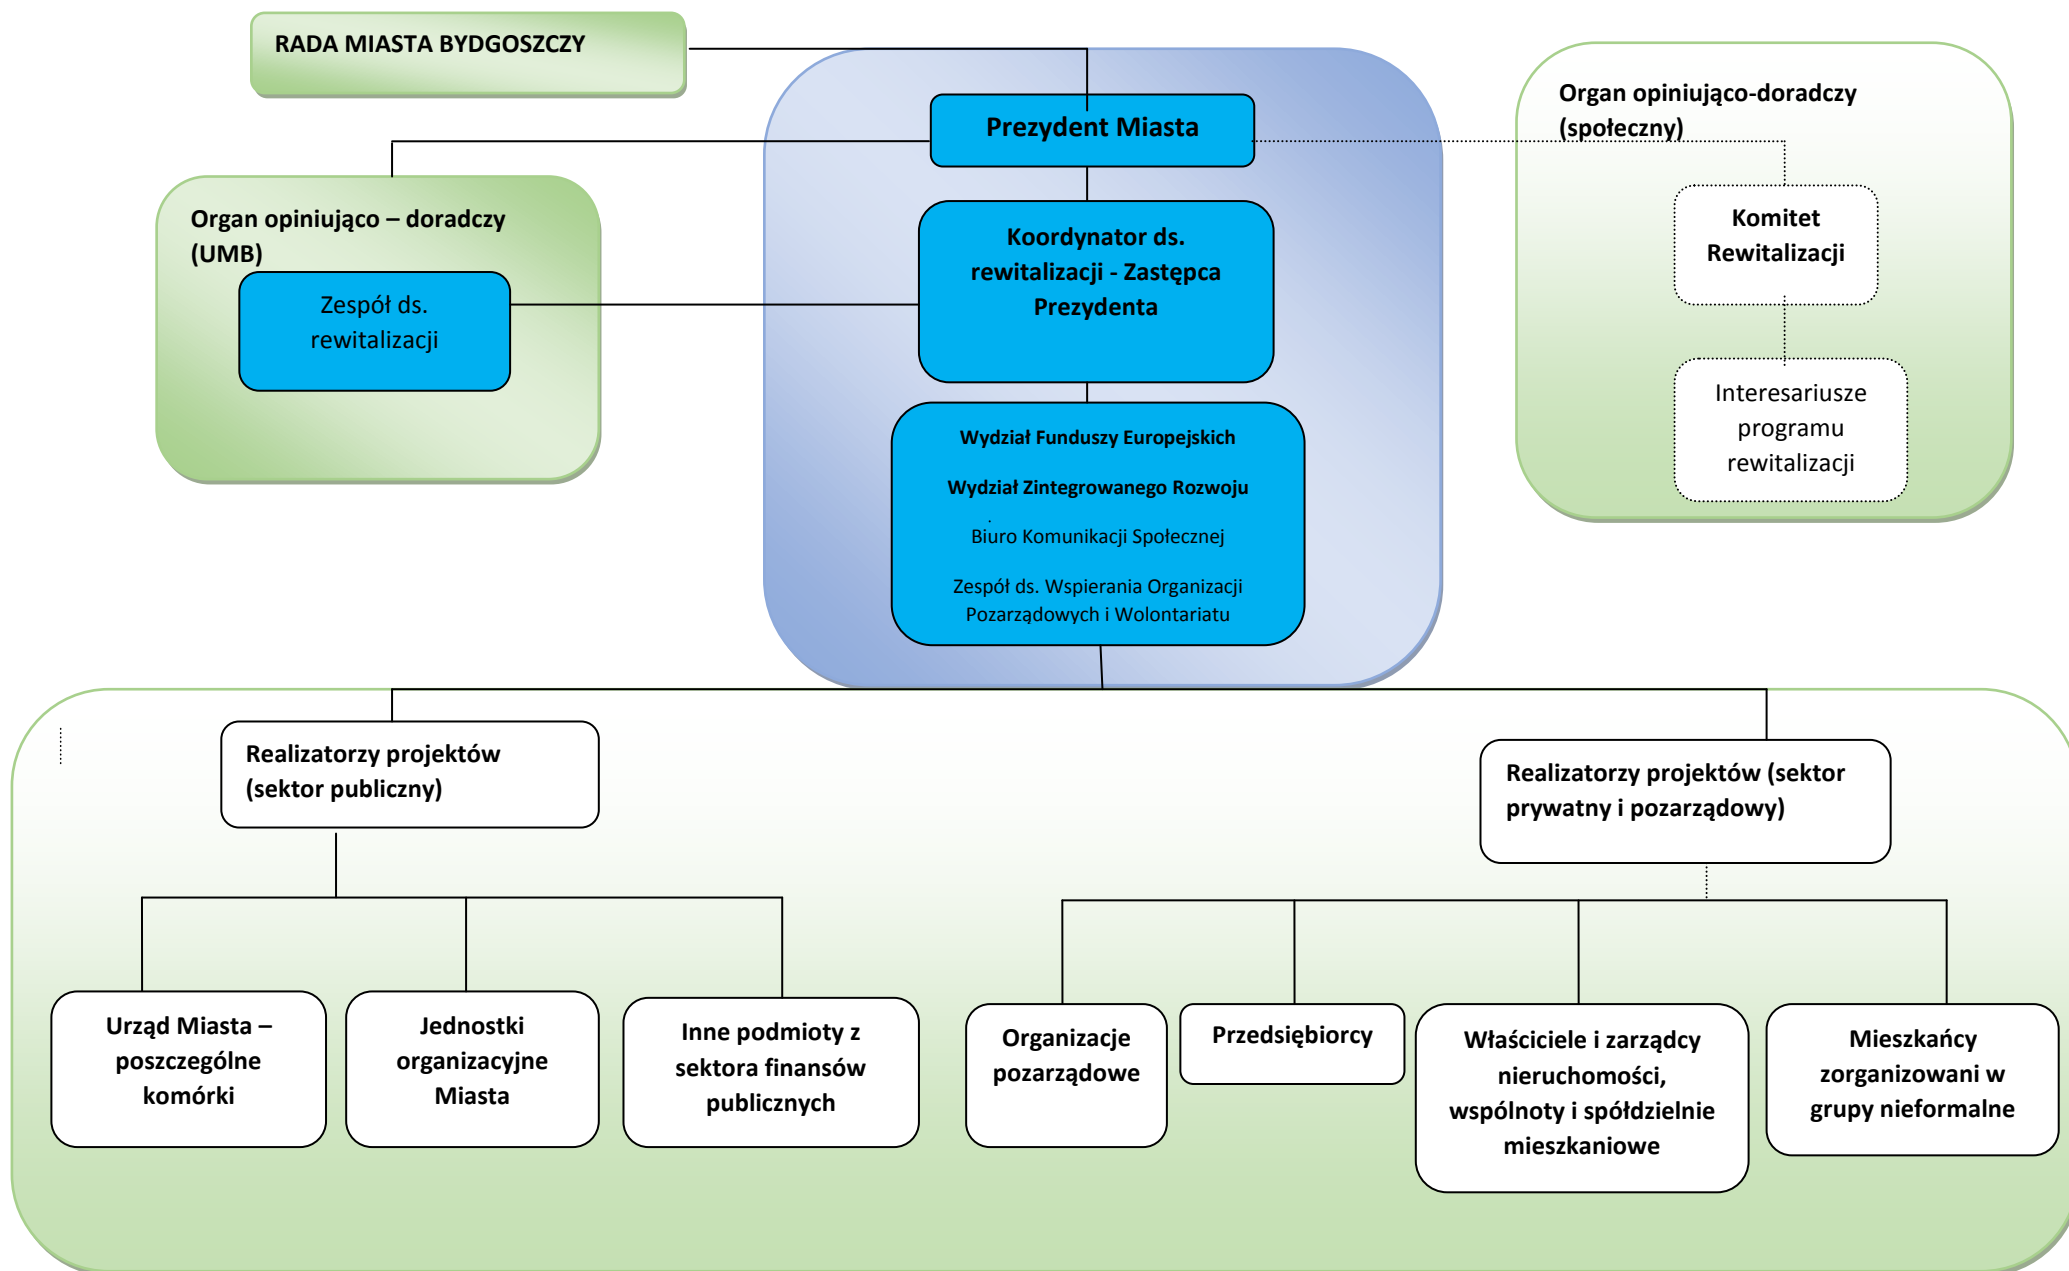 RADA MIASTA BYDGOSZCZY
Prezydent Miasta
Organ opiniująco-doradczy
(społeczny)
Organ opiniująco – doradczy
(UMB)
Zespół ds.
rewitalizacji
Koordynator ds.
rewitalizacji - Zastępca
Prezydenta
Komitet
Rewitalizacji
Interesariusze
programu
rewitalizacji
Wydział Funduszy Europejskich
Wydział Zintegrowanego Rozwoju
.
Biuro Komunikacji Społecznej
Zespół ds. Wspierania Organizacji
Pozarządowych i Wolontariatu
Realizatorzy projektów
(sektor publiczny)
Realizatorzy projektów (sektor
prywatny i pozarządowy)
Urząd Miasta –
poszczególne
komórki
Jednostki
organizacyjne
Miasta
Inne podmioty z
sektora finansów
publicznych
Organizacje
pozarządowe
Przedsiębiorcy
Właściciele i zarządcy
nieruchomości,
wspólnoty i spółdzielnie
mieszkaniowe
Mieszkańcy
zorganizowani w
grupy nieformalne